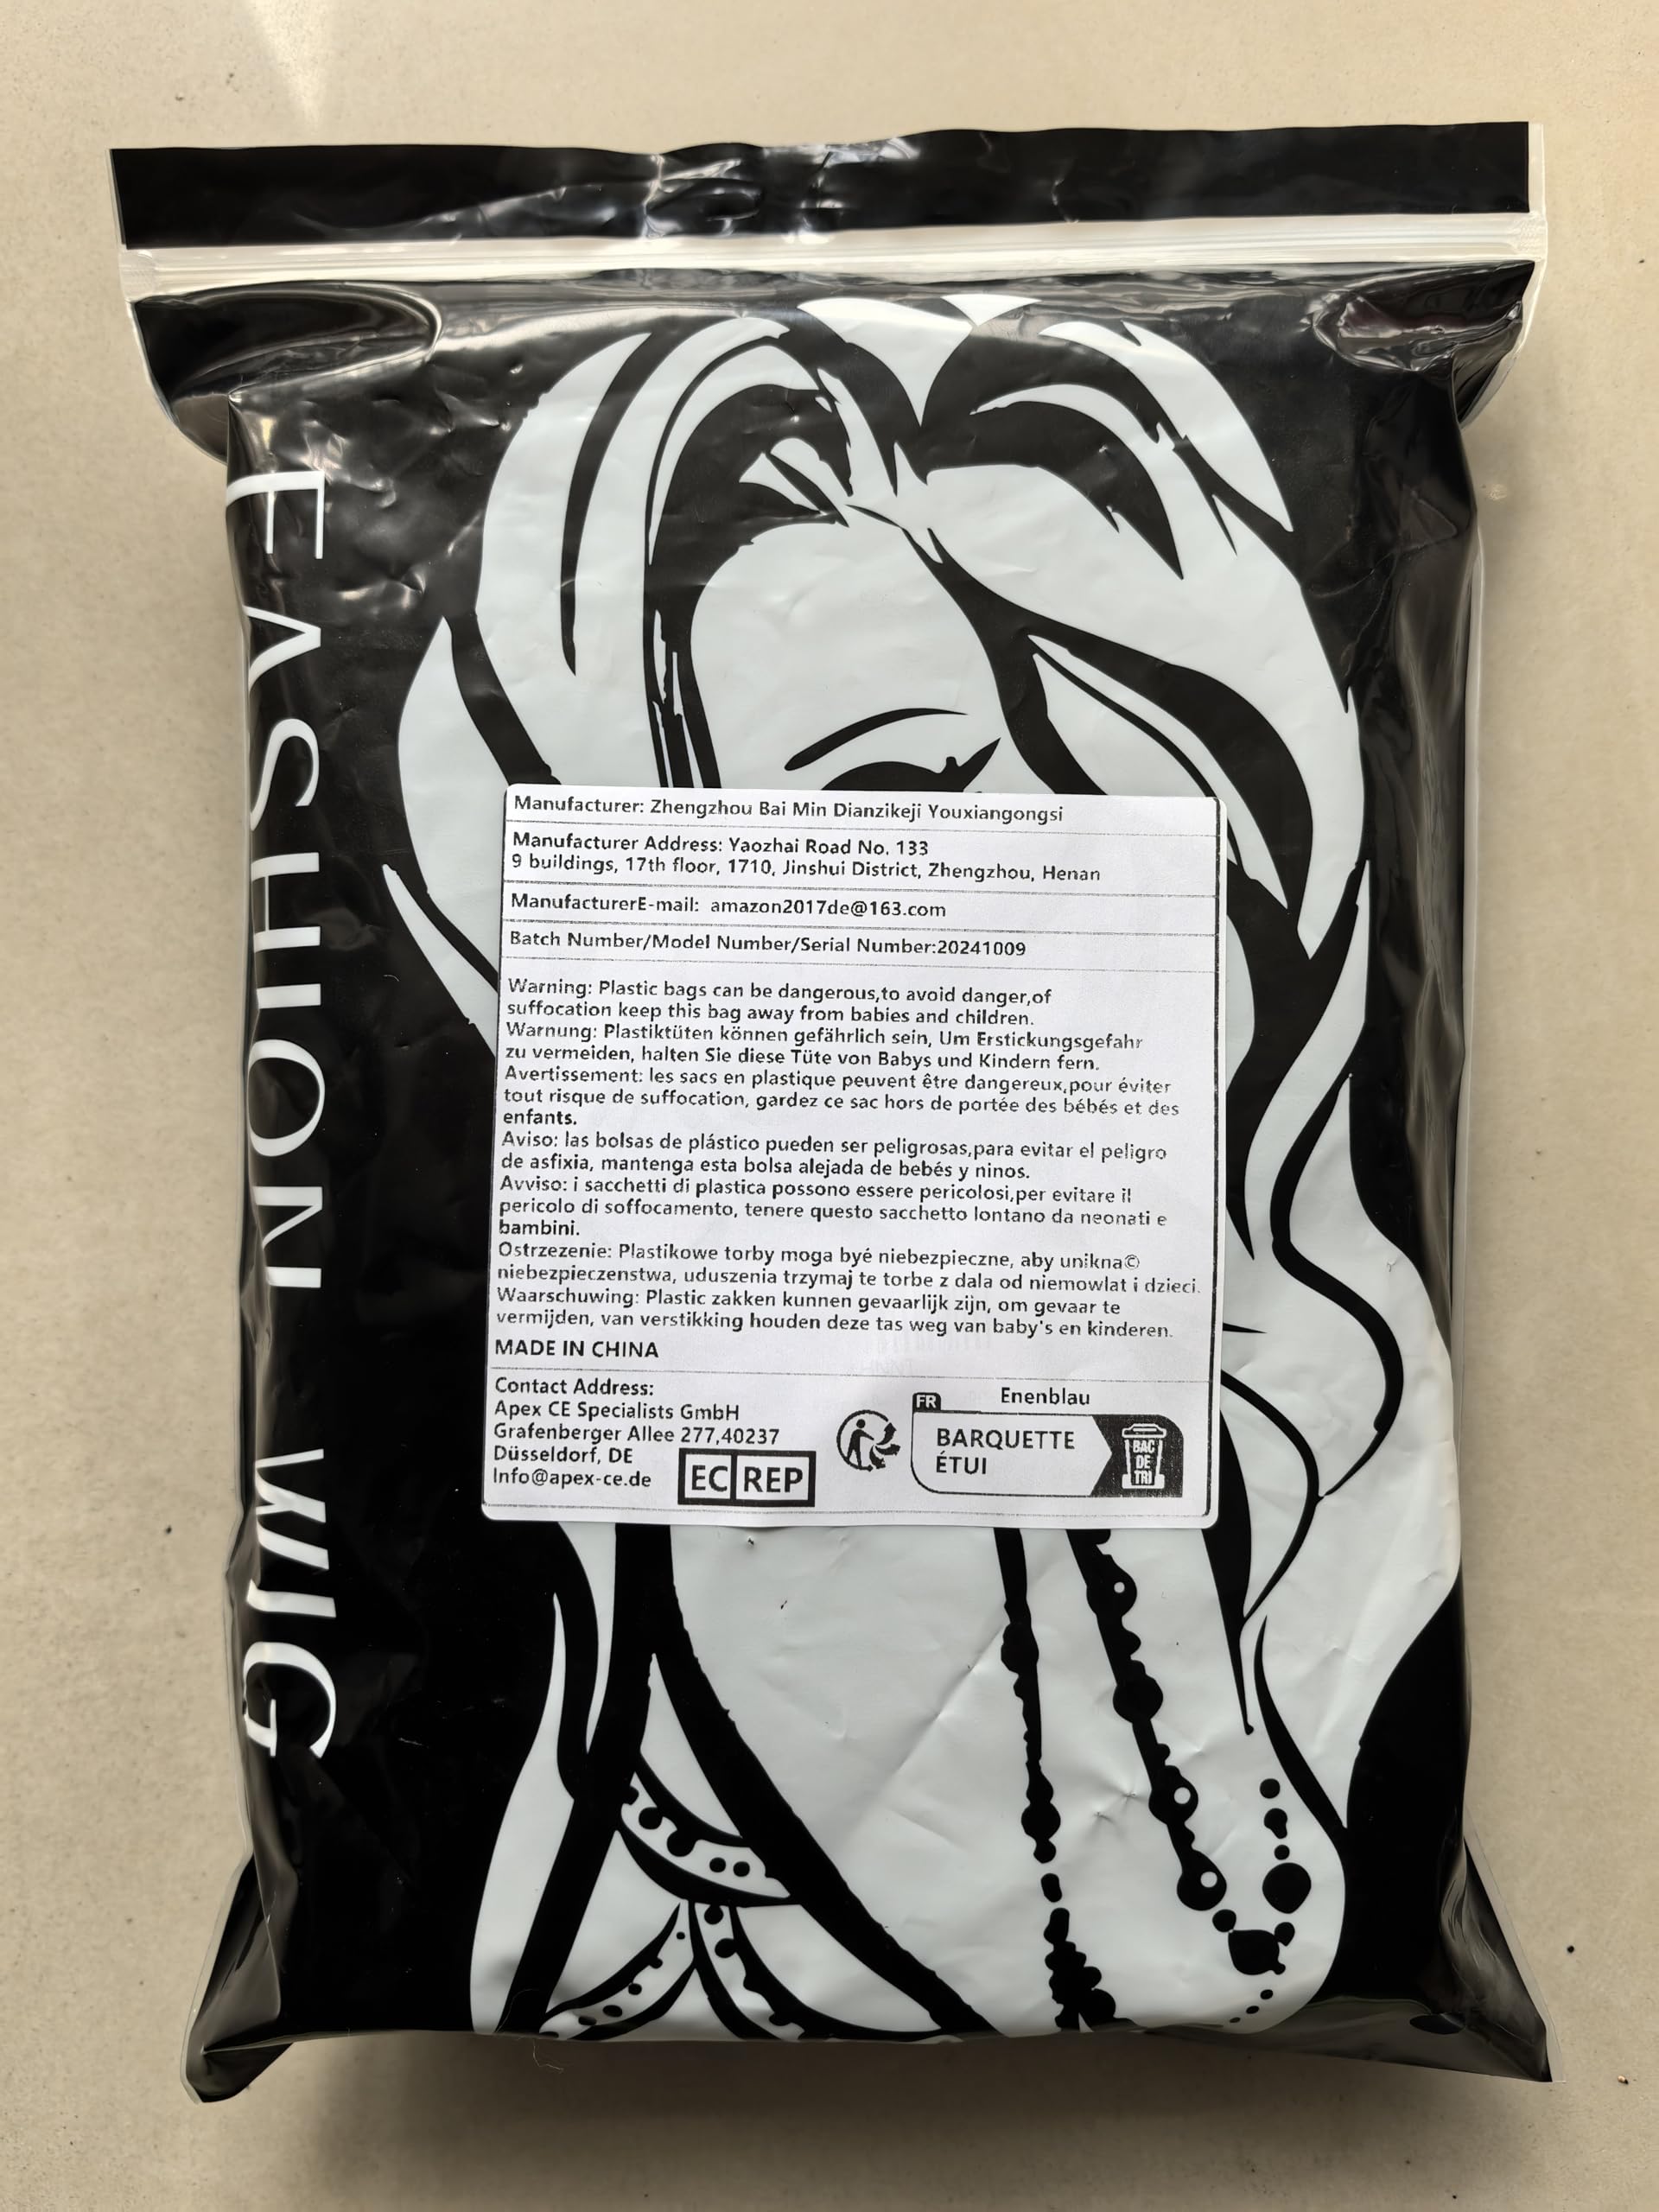 FASHION WIG
Manufacturer: Zhengzhou Bai Min Dianzikeji Youxiangongsi
Manufacturer Address: Yaozhai Road No. 133
9 buildings, 17th floor, 1710, Jinshui District, Zhengzhou, Henan
ManufacturerE-mail: amazon2017de@163.com
Batch Number/Model Number/Serial Number:20241009
Warning: Plastic bags can be dangerous,to avoid danger,of
suffocation keep this bag away from babies and children.
Warnung: Plastiktüten können gefährlich sein, Um Erstickungsgefahr
zu vermeiden, halten Sie diese Tüte von Babys und Kindern fern.
Avertissement: les sacs en plastique peuvent être dangereux,pour éviter
tout risque de suffocation, gardez ce sac hors de portée des bébés et des
enfants.
Aviso: las bolsas de plástico pueden ser peligrosas,para evitar el peligro
de asfixia, mantenga esta bolsa alejada de bebés y ninos.
Avviso: i sacchetti di plastica possono essere pericolosi,per evitare il
pericolo di soffocamento, tenere questo sacchetto lontano da neonati e
bambini.
Ostrzezenie: Plastikowe torby moga byé niebezpieczne, aby unikna©
niebezpieczenstwa, uduszenia trzymaj te torbe z dala od niemowlat i dzieci.
Waarschuwing: Plastic zakken kunnen gevaarlijk zijn, om gevaar te
vermijden, van verstikking houden deze tas weg van baby's en kinderen.
MADE IN CHINA
Contact Address:
Apex CE Specialists GmbH
Grafenberger Allee 277,40237
Düsseldorf, DE
Info@apex-ce.de
EC REP
FR
Enenblau
BARQUETTE
ÉTUI
BAC
DE
TRI